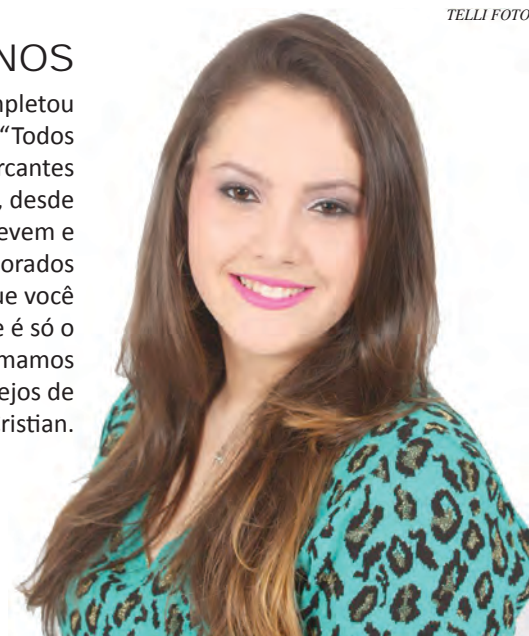 TELLI FOTO
NOS
mpletou
“Todos
rcantes
, desde
evem e
orados
ue você
e é só o
mamos
ejos de
ristian.